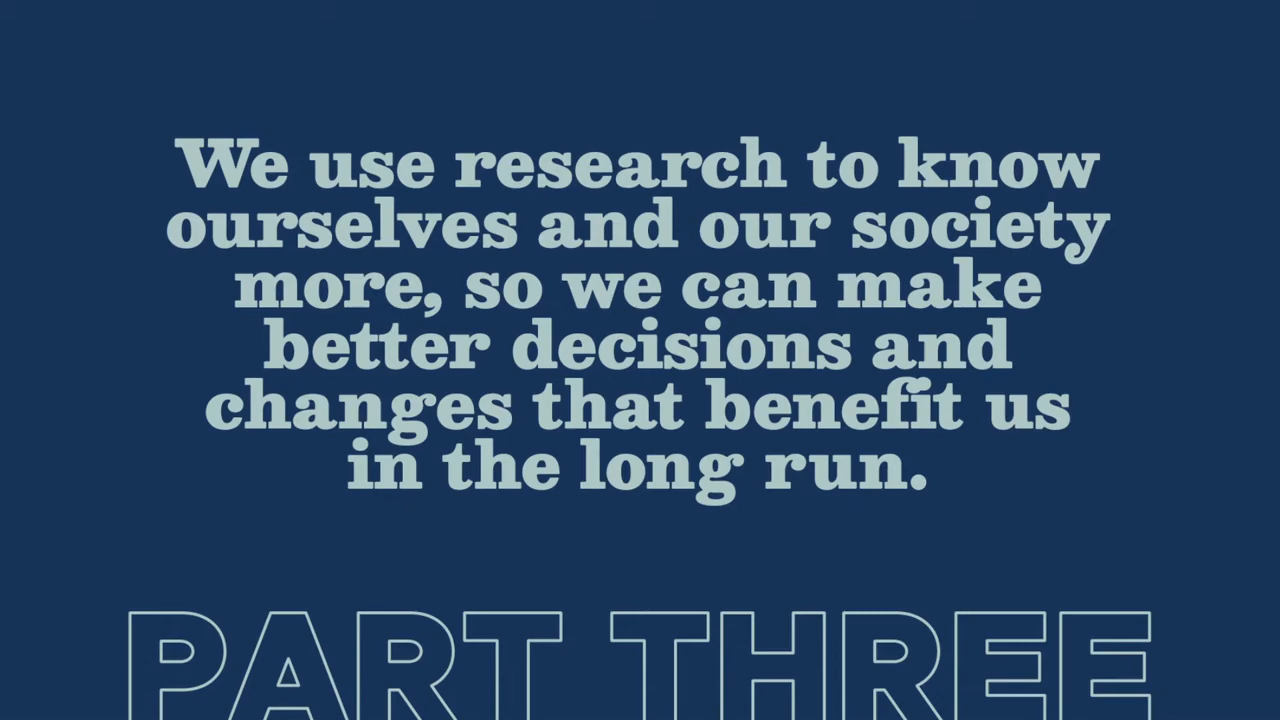 We use research to know
ourselves and our society
more, so we can make
better decisions and
changes that benefit us
in the long run.
PART THREE